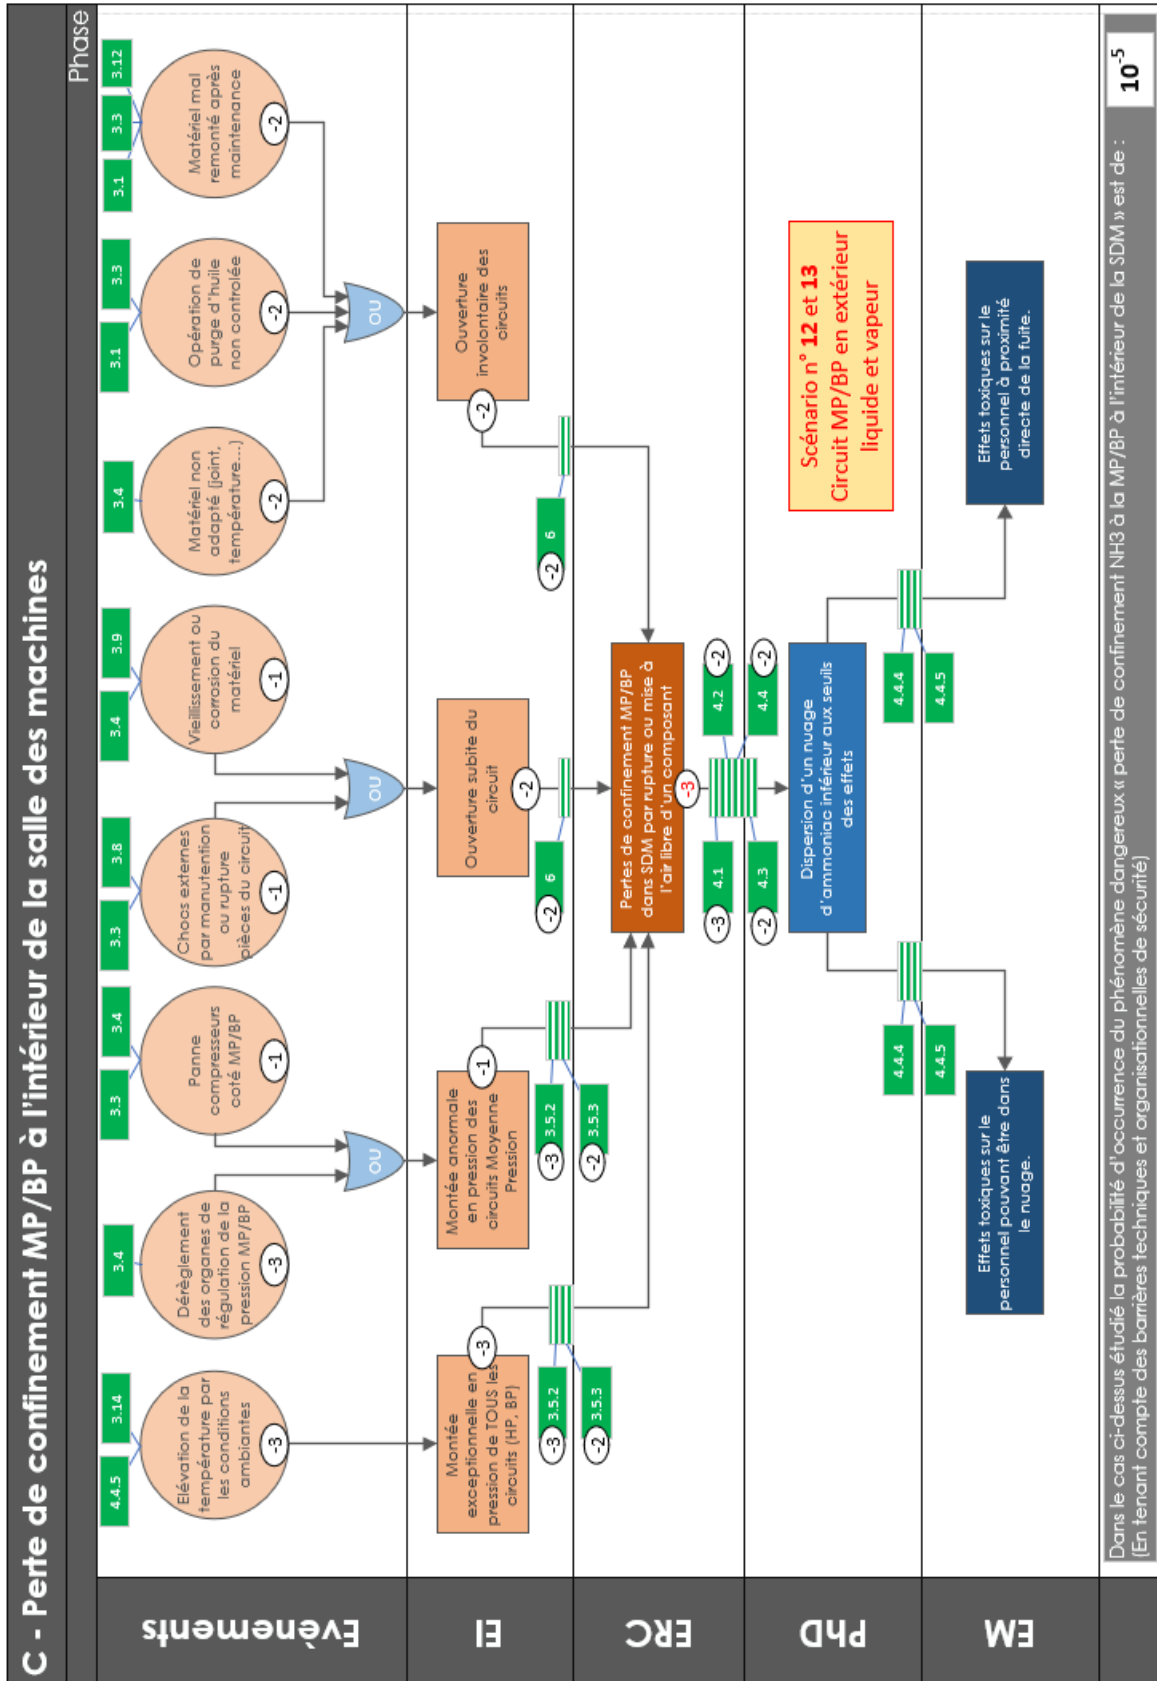 C - Perte de confinement MP/BP à l'intérieur de la salle des machines
Phase
Evènements
4.4.5
3.14
3.4
3.3
3.4
3.3
3.8
3.4
3.9
3.4
3.1
3.3
3.1
3.3
3.12
Elévation de la
température par
les conditions
ambiantes
-3
Dérèglement
des organes de
régulation de la
pression MP/BP
-3
Panne
compresseurs
coté MP/BP
-1
Chocs externes
par manutention
ou rupture
pièces du circuit
-1
Vieillissement ou
corrosion du
matériel
-1
Matériel non
adapté (joint,
température...)
-2
Opération de
purge d'huile
non controlée
-2
Matériel mal
remonté après
maintenance
-2
OU
OU
OU
EI
Montée
exceptionnelle en
pression de TOUS les
circuits (HP, BP)
-3
Montée anormale
en pression des
circuits Moyenne
Pression
-1
Ouverture subite du
circuit
-2
Ouverture
involontaire des
circuits
-2
-3
3.5.2
-3
3.5.2
-2
6
-2
6
ERC
-2
3.5.3
-2
3.5.3
Pertes de confinement MP/BP
dans SDM par rupture ou mise à
l'air libre d'un composant
-3
-3
4.1
4.2
-2
PhD
-2
4.3
4.4
-2
Dispersion d'un nuage
d'ammoniac inférieur aux seuils
des effets
Scénario n° 12 et 13
Circuit MP/BP en extérieur
liquide et vapeur
4.4.4
4.4.4
EM
4.4.5
4.4.5
Effets toxiques sur le
personnel pouvant être dans
le nuage.
Effets toxiques sur le
personnel à proximité
directe de la fuite.
Dans le cas ci-dessus étudié la probabilité d'occurrence du phénomène dangereux « perte de confinement NH3 à la MP/BP à l'intérieur de la SDM » est de :
(En tenant compte des barrières techniques et organisationnelles de sécurité)
10-5